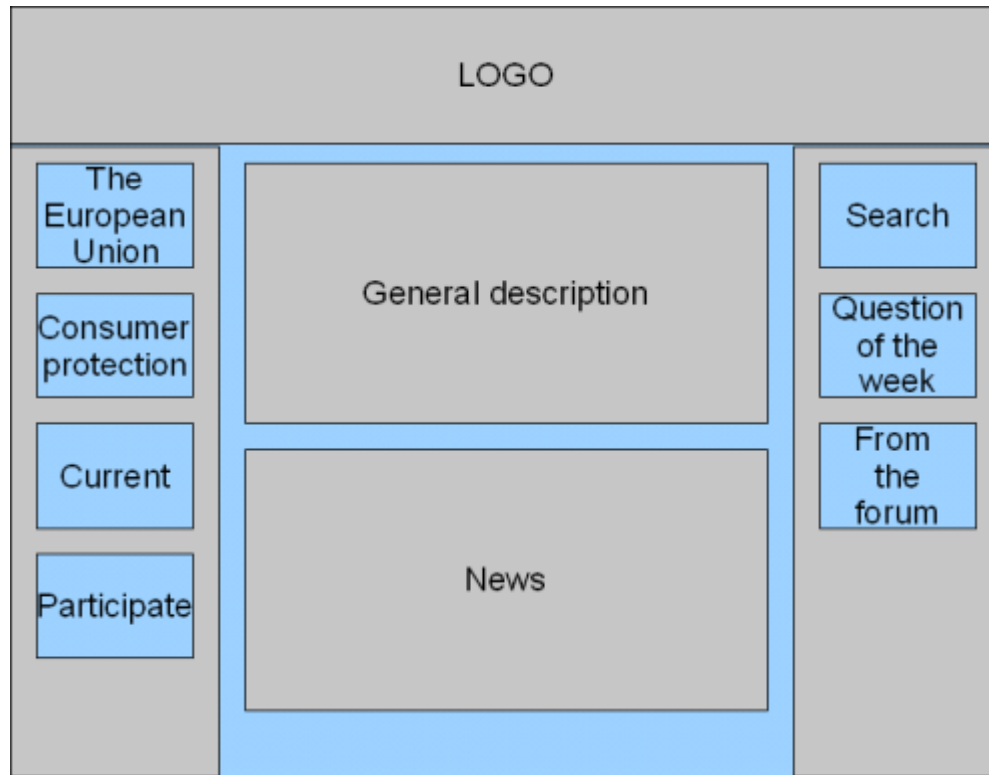 LOGO
The
European
Union
Consumer
protection
Current
Participate
General description
News
Search
Question
of the
week
From
the
forum